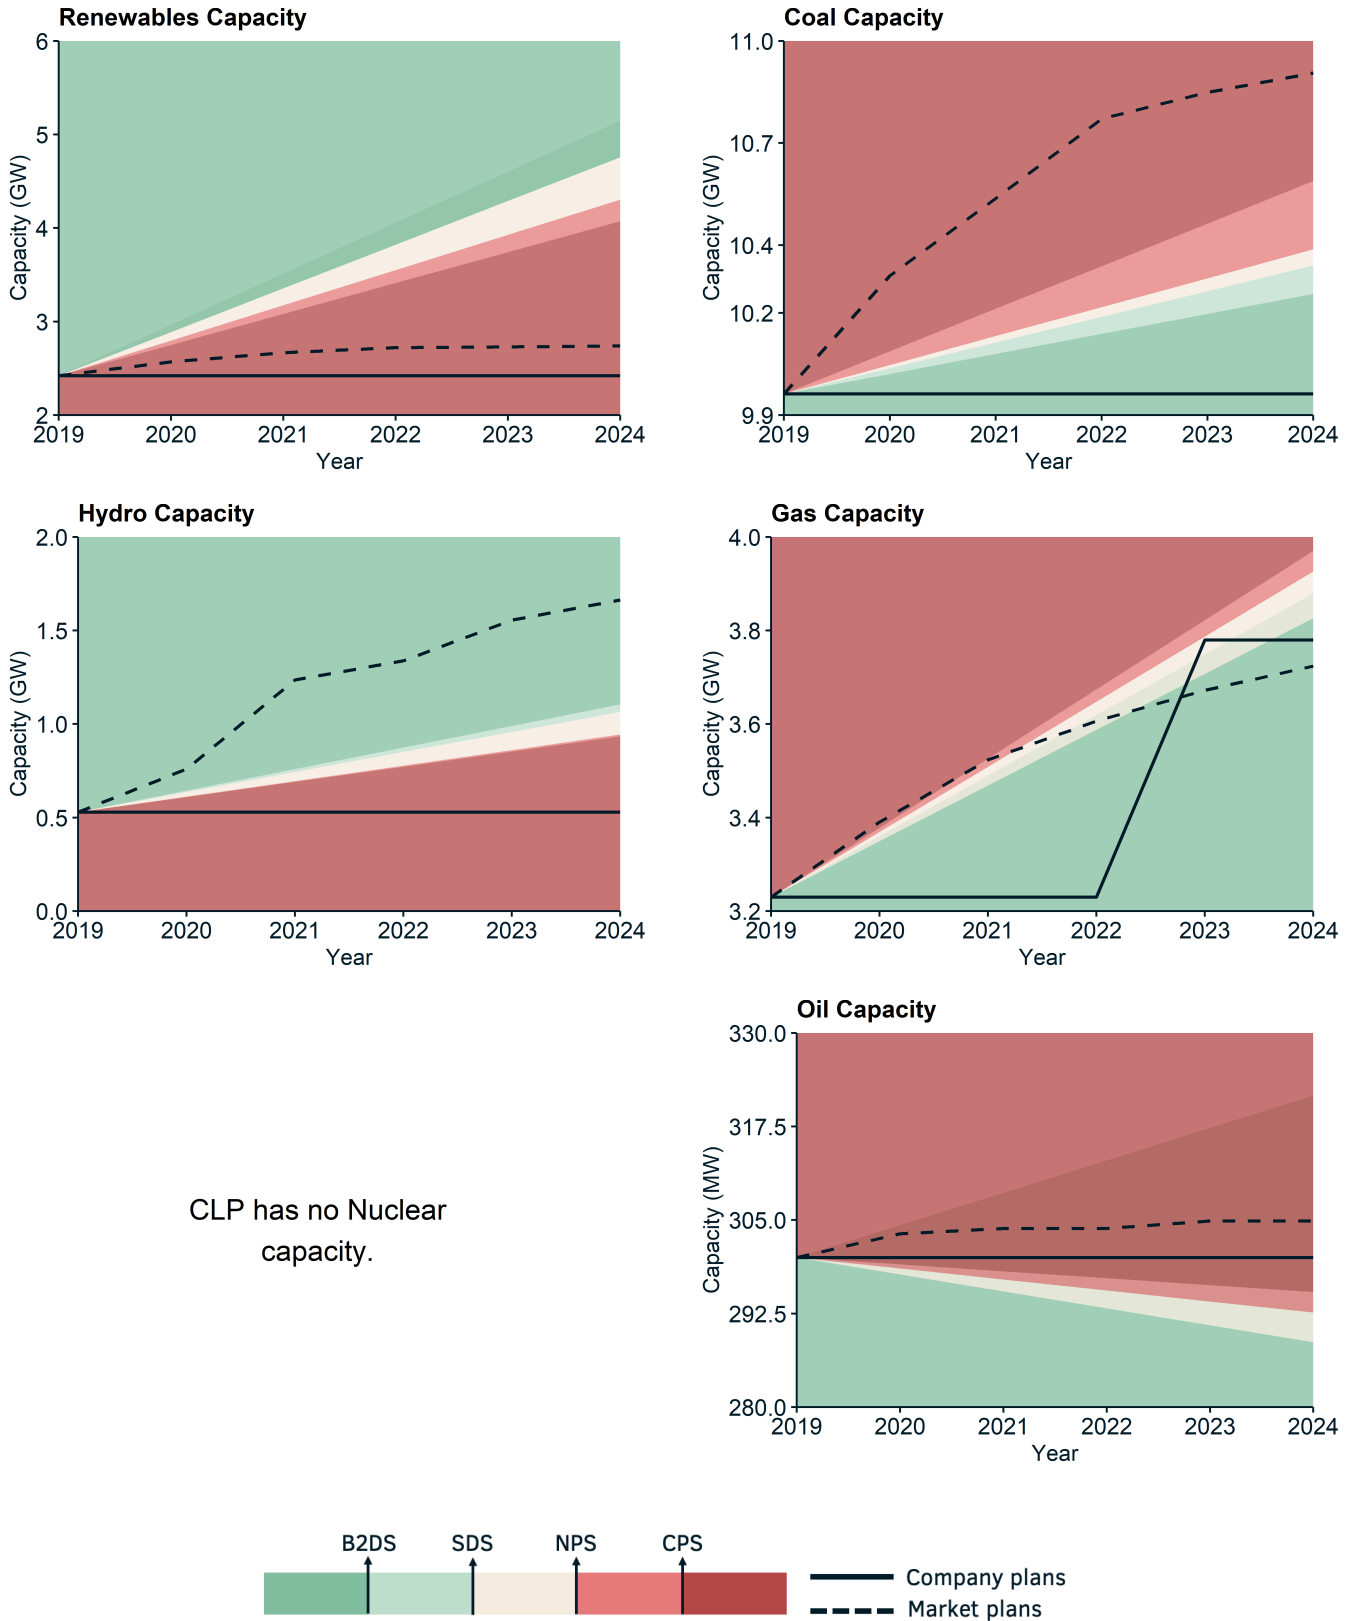 Renewables Capacity
Capacity (GW)
6
5
4
3
2
2019 2020 2021 2022 2023 2024
Year
Coal Capacity
Capacity (GW)
11.0
10.7
10.4
10.2
9.9
2019 2020 2021 2022 2023 2024
Year
Hydro Capacity
Capacity (GW)
2.0
1.5
1.0
0.5
0.0
2019 2020 2021 2022 2023 2024
Year
Gas Capacity
Capacity (GW)
4.0
3.8
3.6
3.4
3.2
2019 2020 2021 2022 2023 2024
Year
CLP has no Nuclear
capacity.
Oil Capacity
Capacity (MW)
330.0
317.5
305.0
292.5
280.0
2019 2020 2021 2022 2023 2024
Year
B2DS SDS NPS CPS
Company plans
Market plans